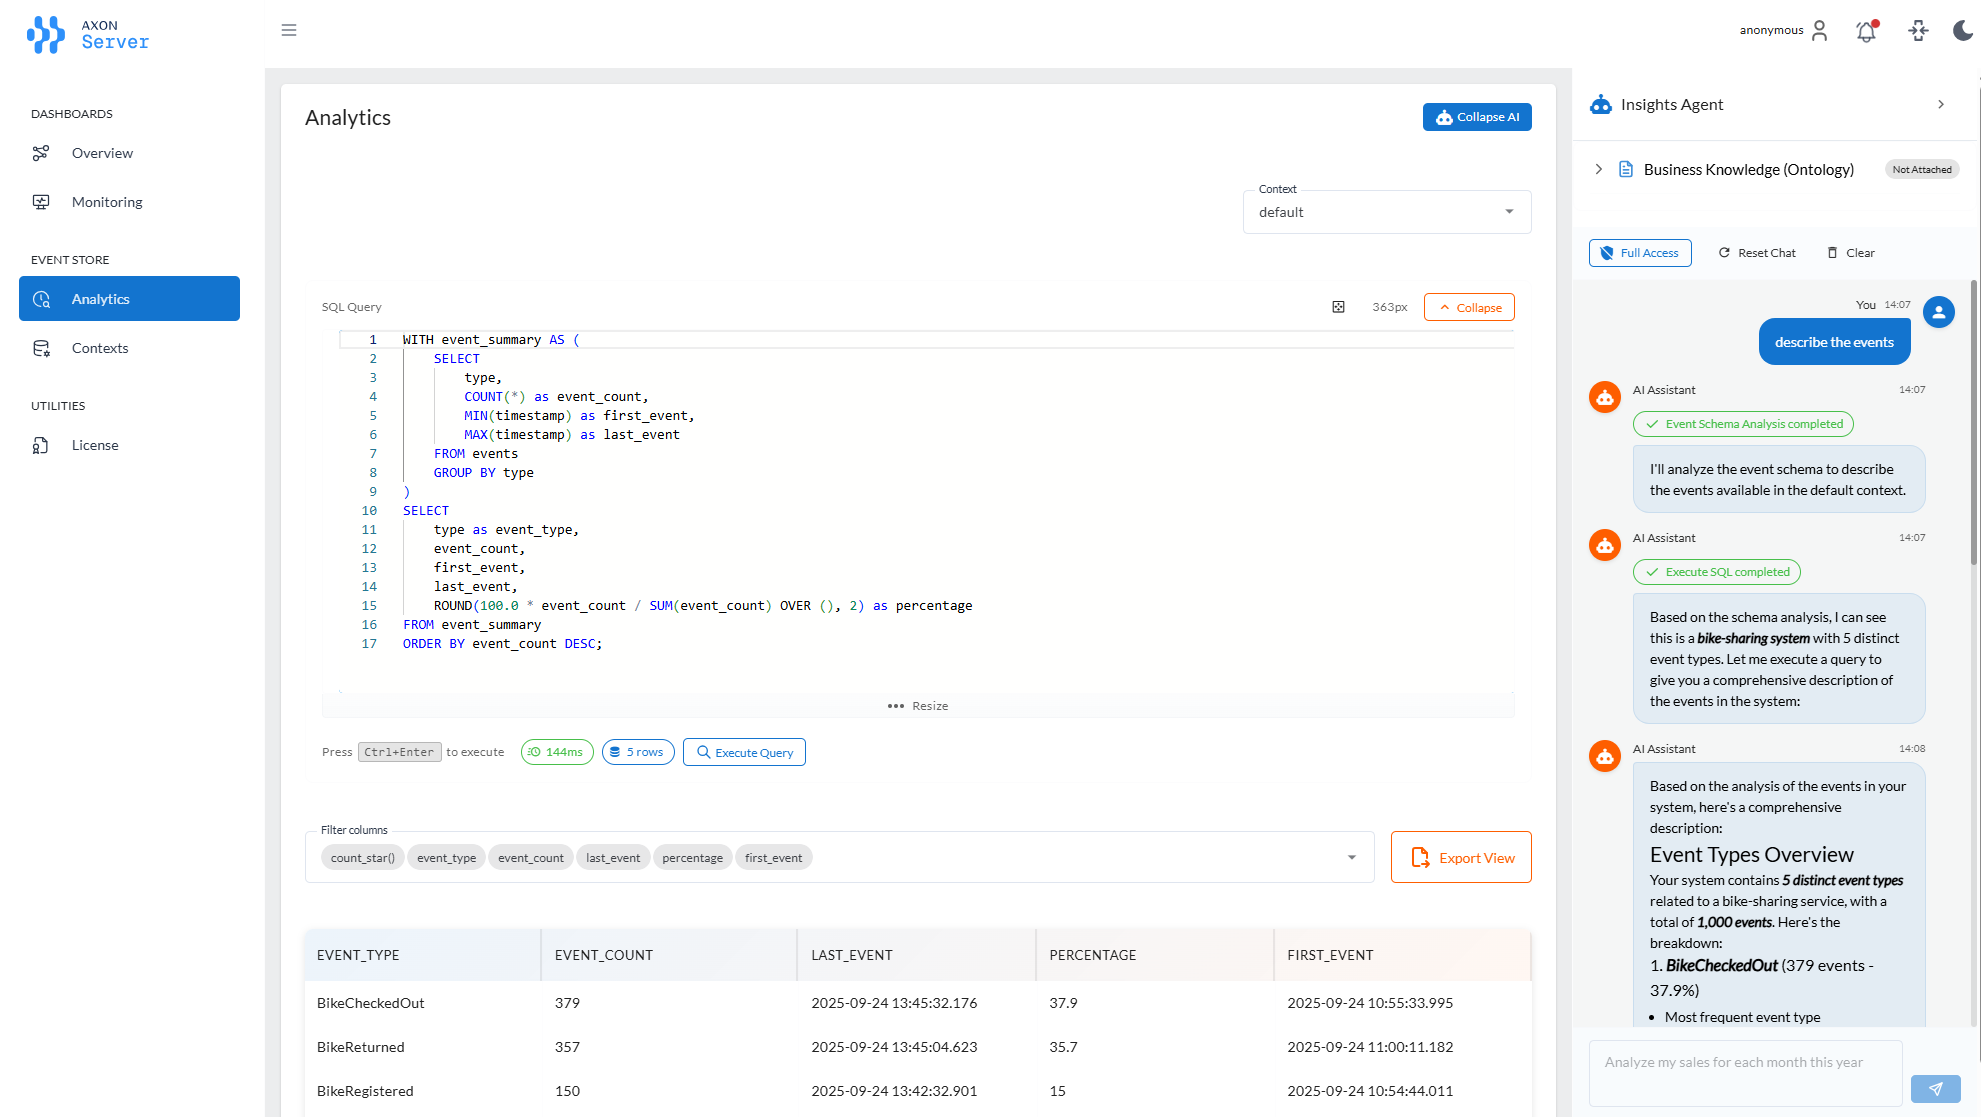 AXON
Server
anonymous
DASHBOARDS
Overview
Monitoring
EVENT STORE
Analytics
Contexts
UTILITIES
License
Analytics
Collapse AI
Context
default
SQL Query
363px
Collapse
1 WITH event_summary AS (
2 SELECT
3 type,
4 COUNT(*) as event_count,
5 MIN(timestamp) as first_event,
6 MAX(timestamp) as last_event
7 FROM events
8 GROUP BY type
9 )
10 SELECT
11 type as event_type,
12 event_count,
13 first_event,
14 last_event,
15 ROUND(100.0 * event_count / SUM(event_count) OVER (), 2) as percentage
16 FROM event_summary
17 ORDER BY event_count DESC;
••• Resize
Press Ctrl+Enter to execute 144ms 5 rows Execute Query
Filter columns
count_star() event_type event_count last_event percentage first_event
Export View
EVENT_TYPE EVENT_COUNT LAST_EVENT PERCENTAGE FIRST_EVENT
BikeCheckedOut 379 2025-09-24 13:45:32.176 37.9 2025-09-24 10:55:33.995
BikeReturned 357 2025-09-24 13:45:04.623 35.7 2025-09-24 11:00:11.182
BikeRegistered 150 2025-09-24 13:42:32.901 15 2025-09-24 10:54:44.011
Insights Agent
Business Knowledge (Ontology) Not Attached
Full Access Reset Chat Clear
You 14:07
describe the events
AI Assistant 14:07
Event Schema Analysis completed
I'll analyze the event schema to describe
the events available in the default context.
AI Assistant 14:07
Execute SQL completed
Based on the schema analysis, I can see
this is a bike-sharing system with 5 distinct
event types. Let me execute a query to
give you a comprehensive description of
the events in the system:
AI Assistant 14:08
Based on the analysis of the events in your
system, here's a comprehensive
description:
Event Types Overview
Your system contains 5 distinct event types
related to a bike-sharing service, with a
total of 1,000 events. Here's the
breakdown:
1. BikeCheckedOut (379 events -
37.9%)
• Most frequent event type
Analyze my sales for each month this year